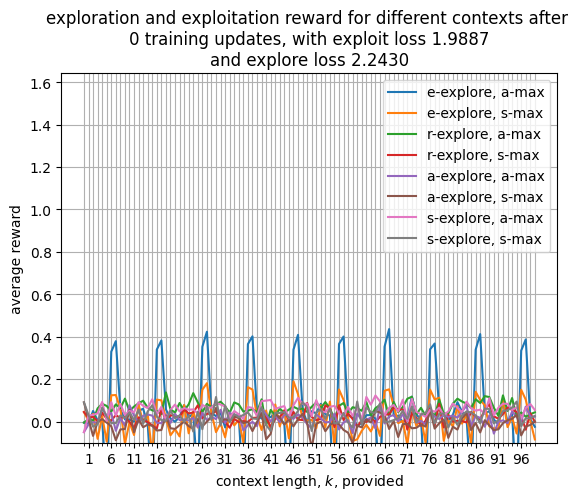 exploration and exploitation reward for different contexts after
0 training updates, with exploit loss 1.9887
and explore loss 2.2430
1.6
1.4
1.2
1.0
0.8
0.6
0.4
0.2
0.0
average reward
e-explore, a-max
e-explore, s-max
r-explore, a-max
r-explore, s-max
a-explore, a-max
a-explore, s-max
s-explore, a-max
s-explore, s-max
1 6 11 16 21 26 31 36 41 46 51 56 61 66 71 76 81 86 91 96
context length, k, provided